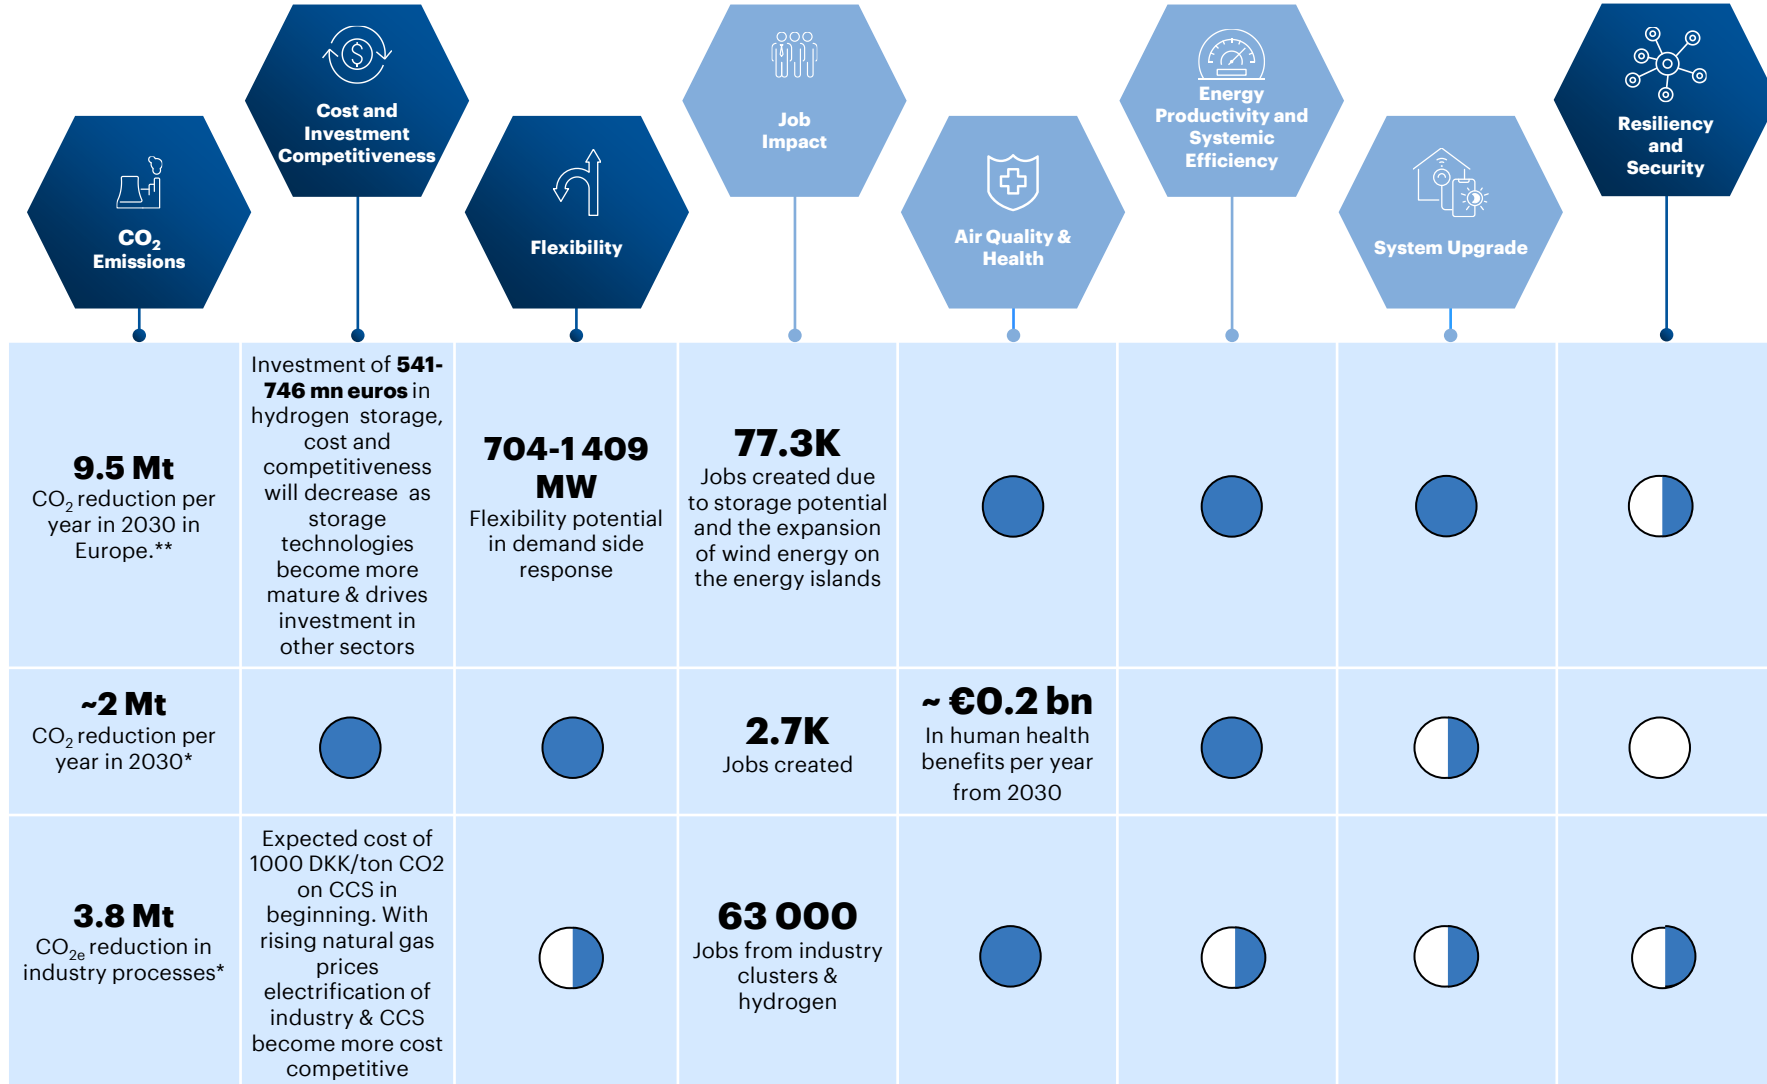 CO2
Emissions
Cost and
Investment
Competitiveness
Flexibility
Job
Impact
Air Quality &
Health
Energy
Productivity and
Systemic
Efficiency
System Upgrade
Resiliency
and
Security
9.5 Mt
CO2 reduction per
year in 2030 in
Europe.**
Investment of 541-
746 mn euros in
hydrogen storage,
cost and
competitiveness
will decrease as
storage
technologies
become more
mature & drives
investment in
other sectors
704-1 409
MW
Flexibility potential
in demand side
response
77.3K
Jobs created due
to storage potential
and the expansion
of wind energy on
the energy islands
~2 Mt
CO2 reduction per
year in 2030*
2.7K
Jobs created
~ €0.2 bn
In human health
benefits per year
from 2030
3.8 Mt
CO2e reduction in
industry processes*
Expected cost of
1000 DKK/ton CO2
on CCS in
beginning. With
rising natural gas
prices
electrification of
industry & CCS
become more cost
competitive
63 000
Jobs from industry
clusters &
hydrogen